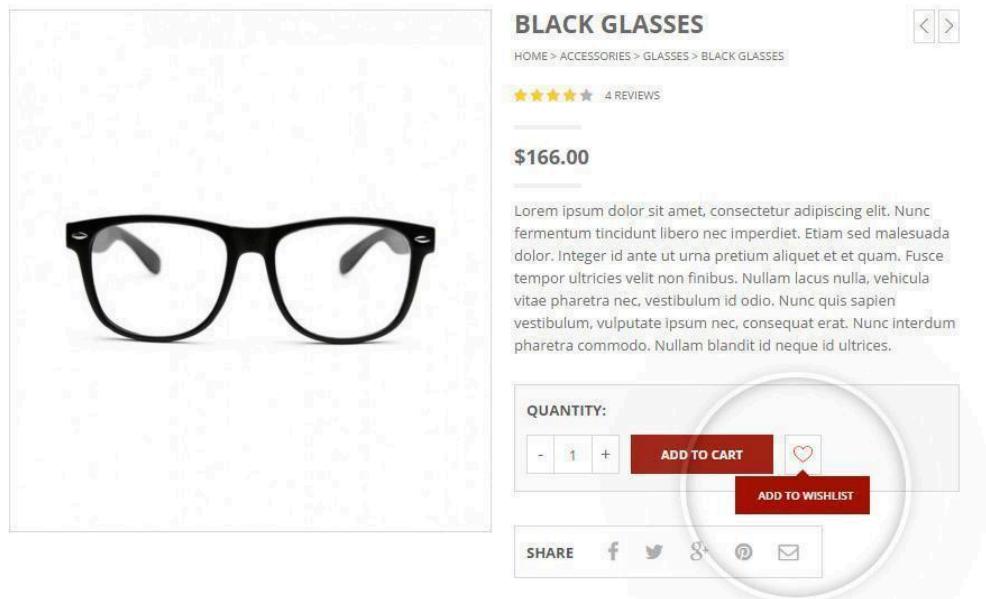 BLACK GLASSES
HOME > ACCESSORIES > GLASSES > BLACK GLASSES
4 REVIEWS
$166.00
Lorem ipsum dolor sit amet, consectetur adipiscing elit. Nunc
fermentum tincidunt libero nec imperdiet. Etiam sed malesuada
dolor. Integer id ante ut urna pretium aliquet et et quam. Fusce
tempor ultricies velit non finibus. Nullam lacus nulla, vehicula
vitae pharetra nec, vestibulum id odio. Nunc quis sapien
vestibulum, vulputate ipsum nec, consequat erat. Nunc interdum
pharetra commodo. Nullam blandit id neque id ultrices.
QUANTITY:
- 1 + ADD TO CART
ADD TO WISHLIST
SHARE